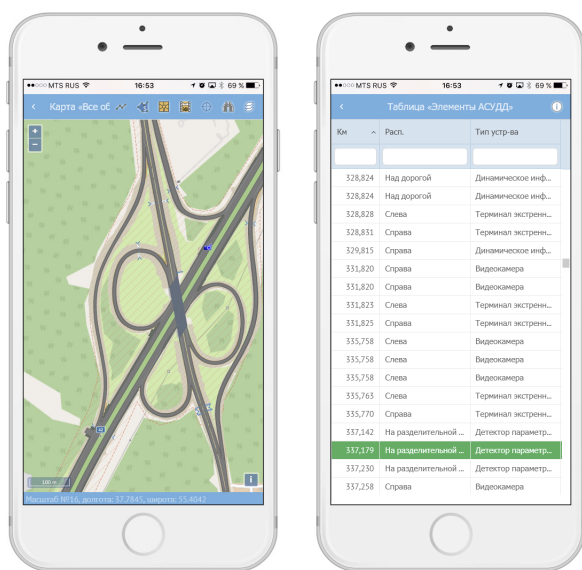 MTS RUS 16:53 69 %
Карта «Все об
+
−
100 m
i
Масштаб №16, долгота: 37.7845, широта: 55.4042
MTS RUS 16:53 69 %
Таблица «Элементы АСУДД»
Км Расп. Тип устр-ва
328,824 Над дорогой Динамическое инф...
328,824 Над дорогой Динамическое инф...
328,828 Слева Терминал экстренн...
328,831 Справа Терминал экстренн...
329,815 Справа Динамическое инф...
331,820 Справа Видеокамера
331,820 Справа Видеокамера
331,823 Слева Терминал экстренн...
331,825 Справа Терминал экстренн...
335,758 Слева Видеокамера
335,758 Слева Видеокамера
335,758 Слева Видеокамера
335,763 Слева Терминал экстренн...
335,770 Справа Терминал экстренн...
337,142 На разделительной ... Детектор параметр...
337,179 На разделительной ... Детектор параметр...
337,230 На разделительной ... Детектор параметр...
337,258 Справа Видеокамера